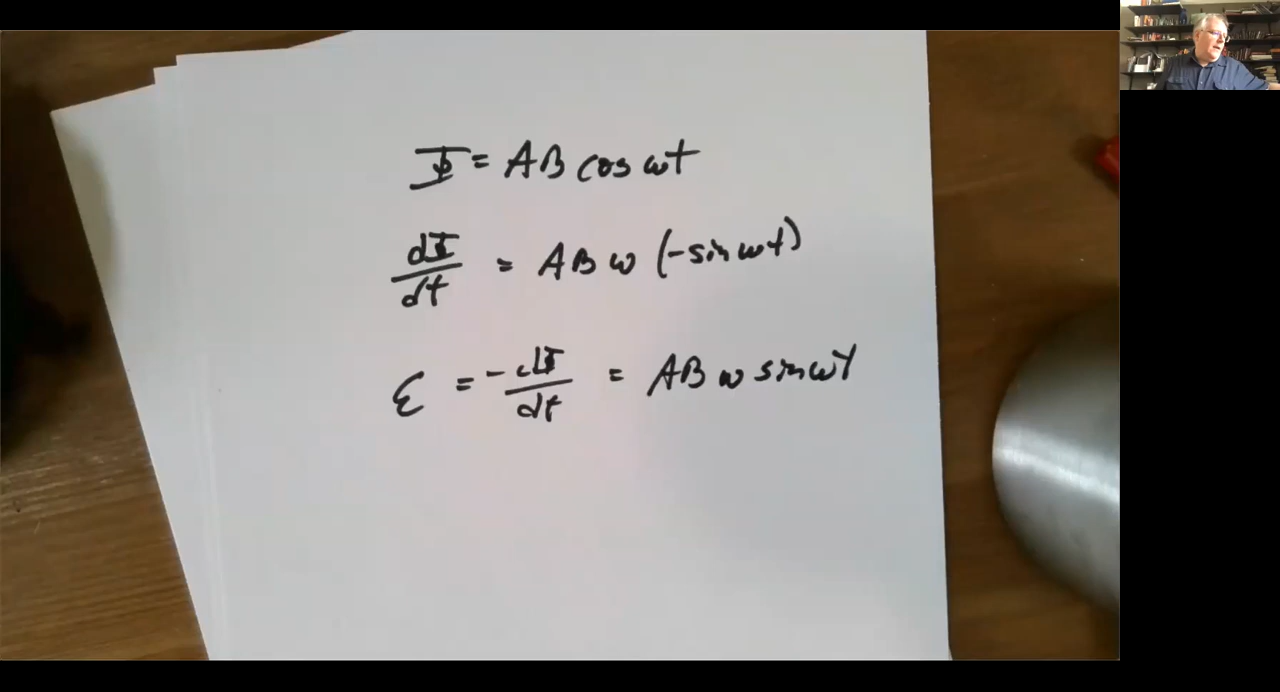 Φ = AB cos ωt
dΦ/dt = ABω (-sin ωt)
ε = -dΦ/dt = ABω sin ωt